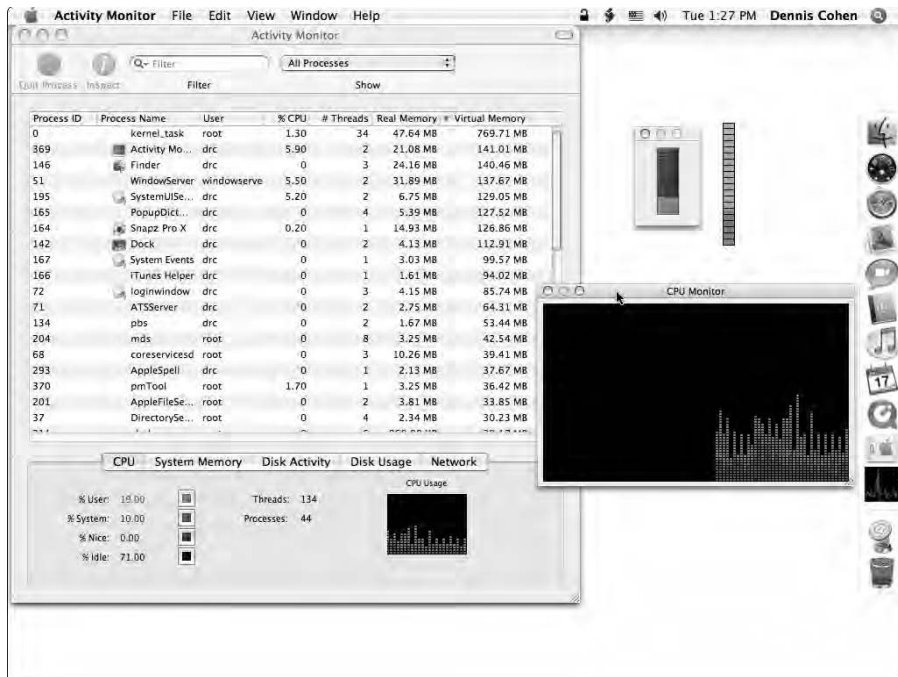 Activity Monitor File Edit View Window Help Tue 1:27 PM Dennis Cohen
Activity Monitor
Filter
All Processes
Quit Process Inspect Filter Show
Process ID Process Name User % CPU # Threads Real Memory Virtual Memory
0 kernel_task root 1.30 34 47.64 MB 769.71 MB
369 Activity Mo... drc 5.90 2 21.08 MB 141.01 MB
146 Finder drc 0 3 24.16 MB 140.46 MB
51 WindowServer windowserve 5.50 2 31.89 MB 137.67 MB
195 SystemUISe... drc 5.20 2 6.75 MB 129.05 MB
165 PopupDict... drc 0 4 5.39 MB 127.52 MB
164 Snapz Pro X drc 0.20 1 14.93 MB 126.86 MB
142 Dock drc 0 2 4.13 MB 112.91 MB
167 System Events drc 0 1 3.03 MB 99.57 MB
166 iTunes Helper drc 0 1 1.61 MB 94.02 MB
72 loginwindow drc 0 3 4.15 MB 85.74 MB
71 ATSServer drc 0 2 2.75 MB 64.31 MB
134 pbs drc 0 2 1.67 MB 53.44 MB
204 mds root 0 8 3.25 MB 42.54 MB
68 coreservicesd root 0 3 10.26 MB 39.41 MB
293 AppleSpell drc 0 1 2.13 MB 37.67 MB
370 pmTool root 1.70 1 3.25 MB 36.42 MB
201 AppleFileSe... root 0 2 3.81 MB 33.85 MB
37 DirectorySe... root 0 4 2.34 MB 30.23 MB
CPU System Memory Disk Activity Disk Usage Network
CPU Usage
% User: 19.00 Threads: 134
% System: 10.00 Processes: 44
% Nice: 0.00
% Idle: 71.00
CPU Monitor
17